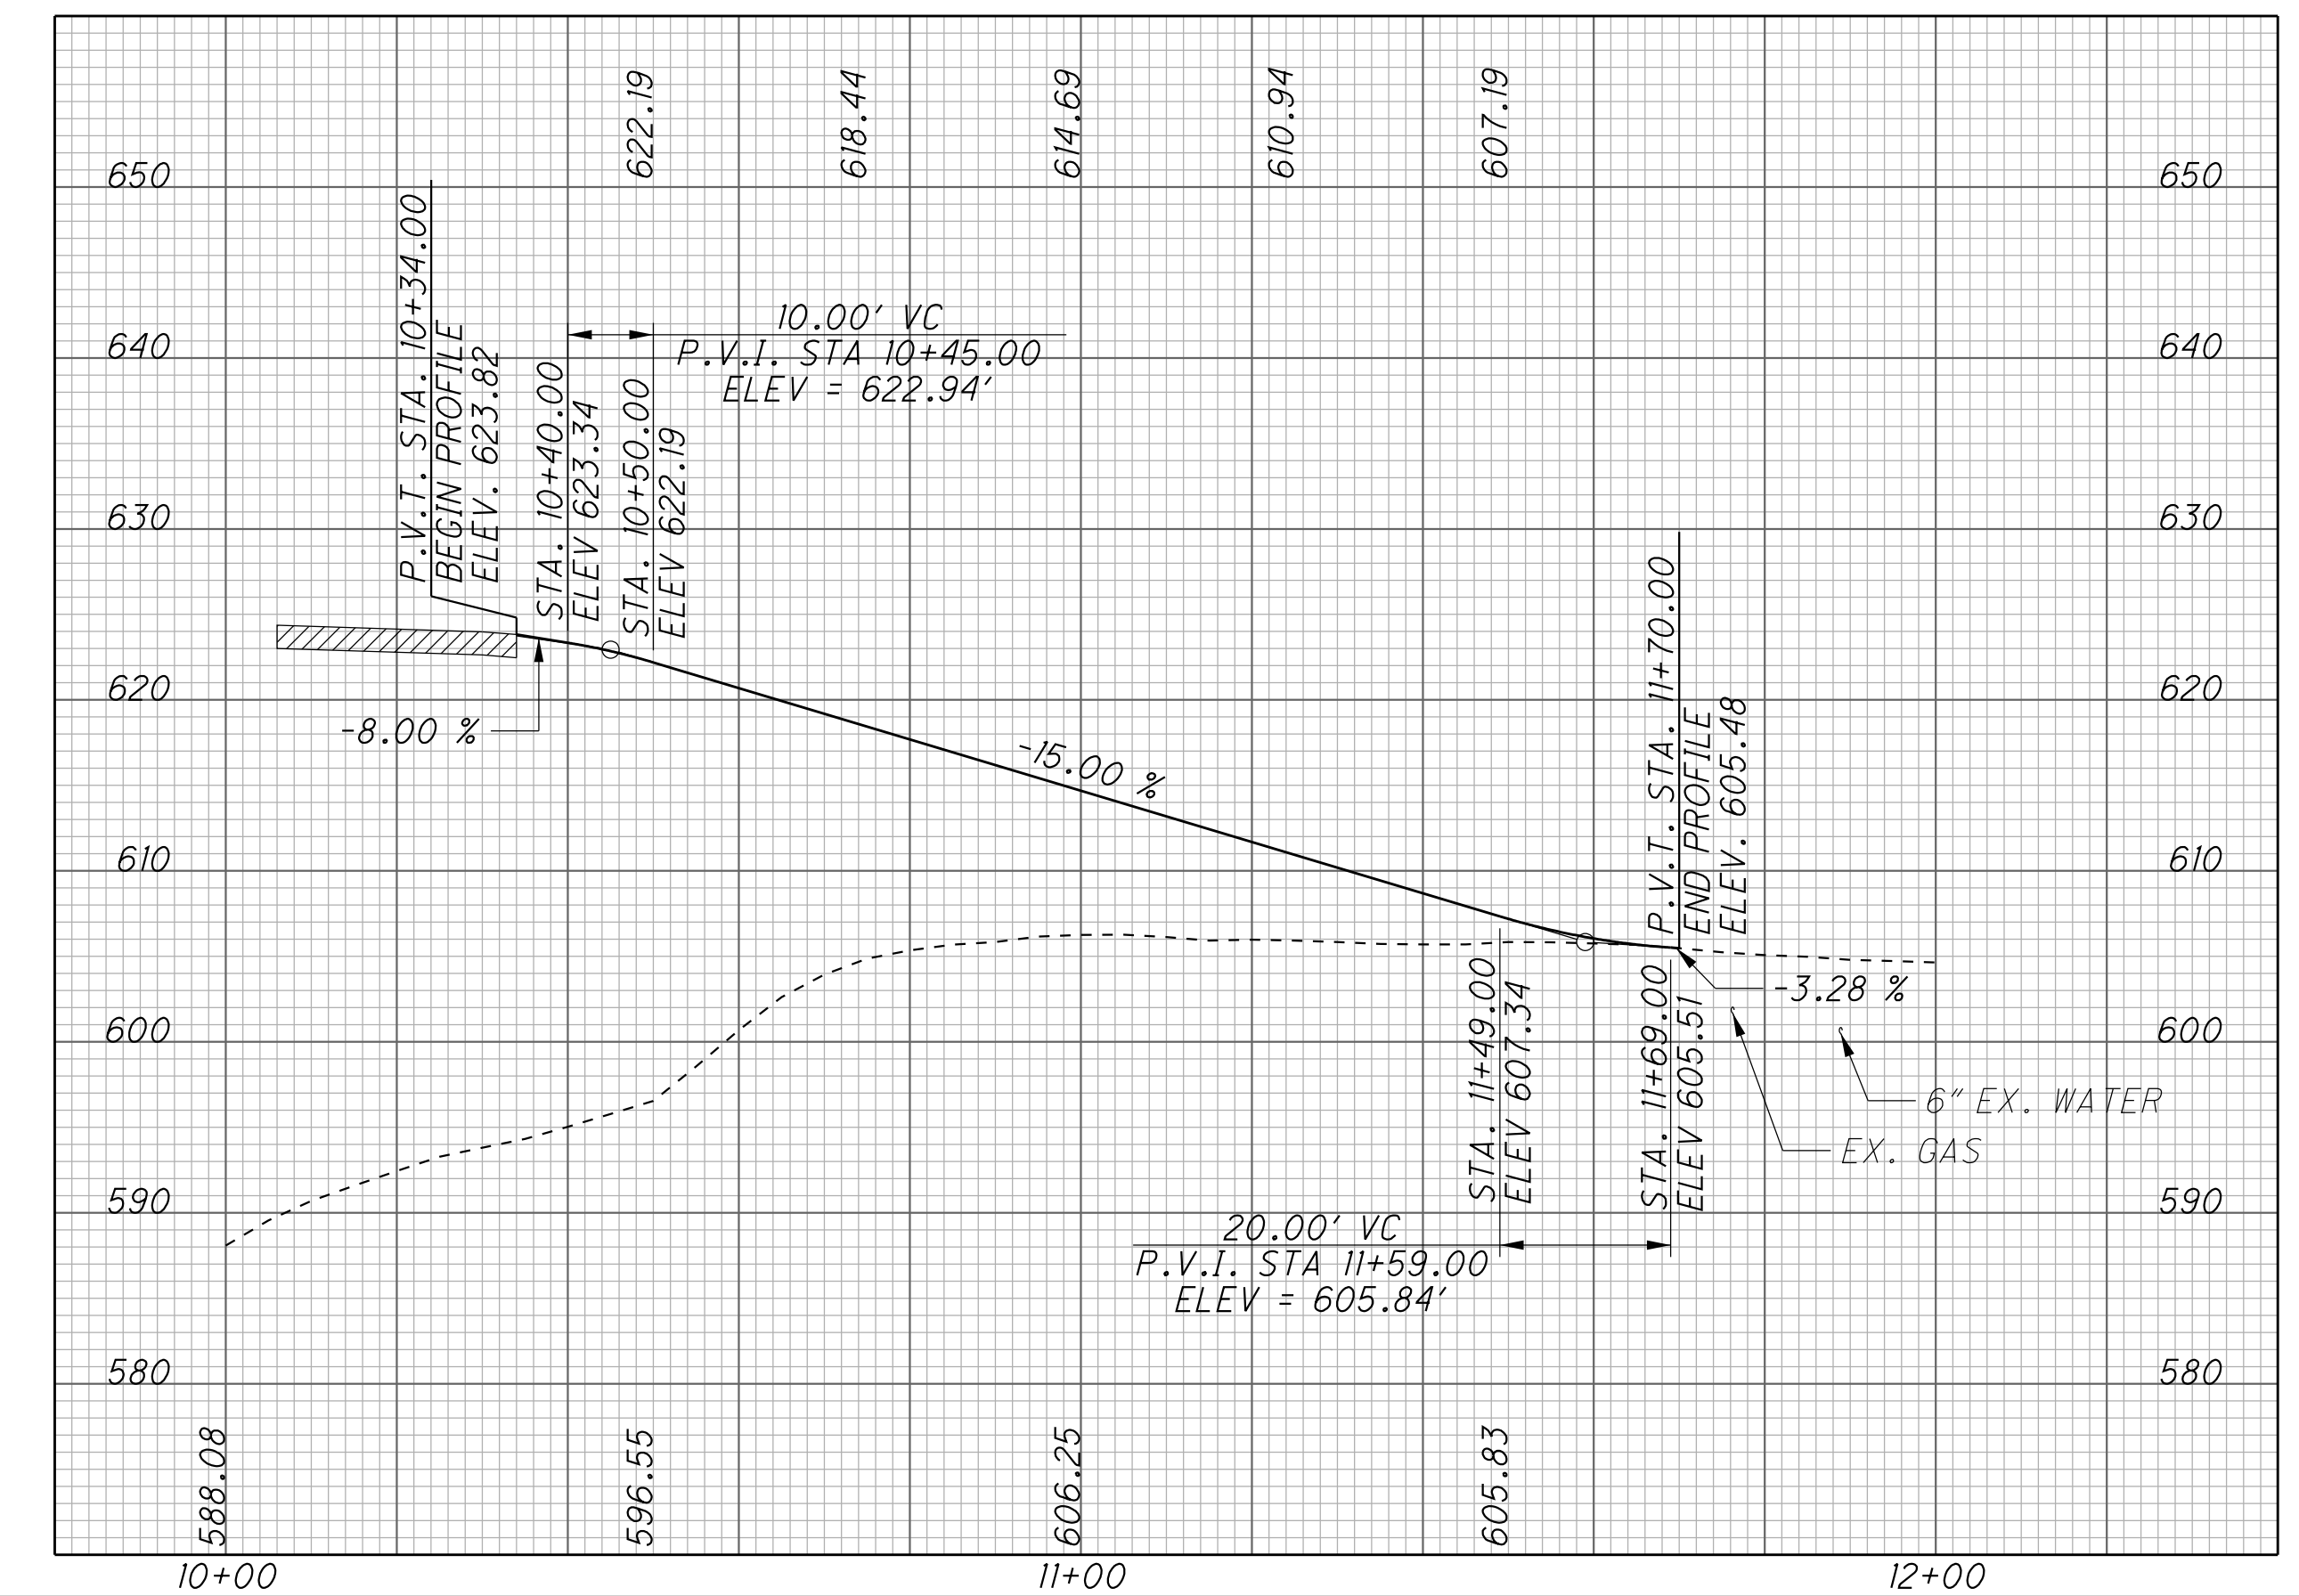 622.19
618.44
614.69
610.94
607.19
650
650
P.V.T. STA. 10+34.00
BEGIN PROFILE
ELEV. 623.82
10.00' VC
P.V.I. STA 10+45.00
ELEV = 622.94'
640
640
STA. 10+40.00
ELEV 623.34
STA. 10+50.00
ELEV 622.19
630
630
620
620
-8.00 %
-15.00 %
P.V.T. STA. 11+70.00
END PROFILE
ELEV. 605.48
610
610
-3.28 %
600
600
STA. 11+49.00
ELEV 607.34
STA. 11+69.00
ELEV 605.51
6" EX. WATER
EX. GAS
590
590
20.00' VC
P.V.I. STA 11+59.00
ELEV = 605.84'
580
580
588.08
596.55
606.25
605.83
10+00
11+00
12+00